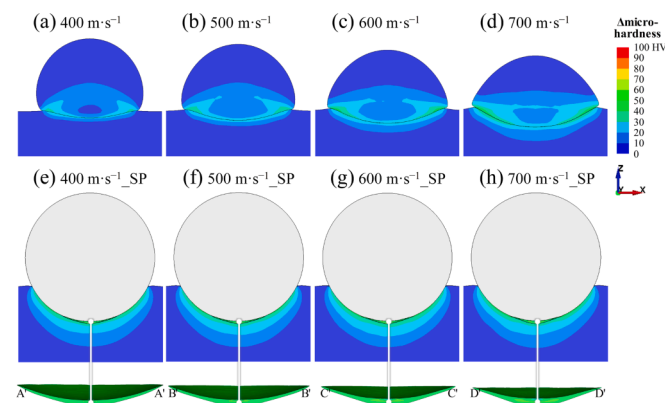 (a) 400 m·s⁻¹ (b) 500 m·s⁻¹ (c) 600 m·s⁻¹ (d) 700 m·s⁻¹
Δmicro-
hardness
100 HV
90
80
70
60
50
40
30
20
10
0
Z
Y X
(e) 400 m·s⁻¹_SP (f) 500 m·s⁻¹_SP (g) 600 m·s⁻¹_SP (h) 700 m·s⁻¹_SP
A' A' B' B' C' C' D' D'